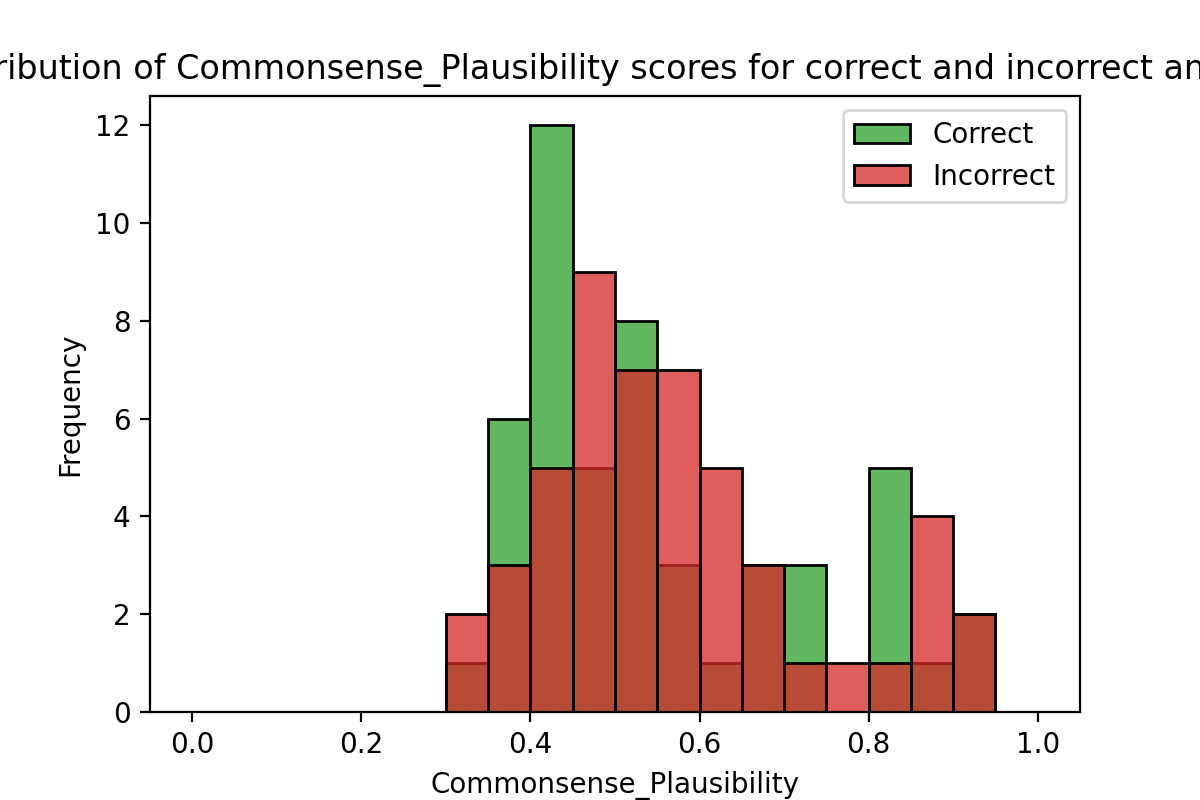 ribution of Commonsense_Plausibility scores for correct and incorrect an
Correct
Incorrect
Frequency
12
10
8
6
4
2
0
0.0 0.2 0.4 0.6 0.8 1.0
Commonsense_Plausibility